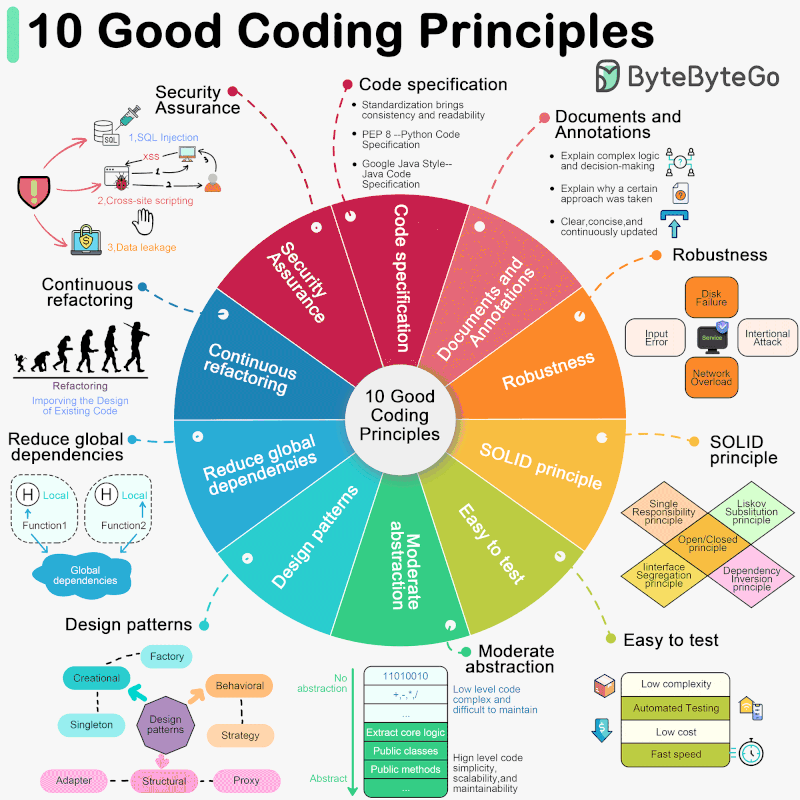 10 Good Coding Principles
ByteByteGo
Security
Assurance
SQL
1,SQL Injection
XSS
1
2
3
2,Cross-site scripting
3,Data leakage
Code specification
• Standardization brings
consistency and readability
• PEP 8 --Python Code
Specification
• Google Java Style--
Java Code
Specification
Documents and
Annotations
• Explain complex logic
and decision-making
• Explain why a certain
approach was taken
• Clear,concise,and
continuously updated
?
?
Robustness
Disk
Failure
Input
Error
Service
Intertional
Attack
Network
Overload
SOLID
principle
Single
Responsibility
principle
Liskov
Subslitution
principle
Open/Closed
principle
Iinterface
Segregation
principle
Dependency
Inversion
principle
Easy to test
Low complexity
Automated Testing
Low cost
Fast speed
$
Moderate
abstraction
No
abstraction
Abstract
11010010
+,-,*,/
...
Extract core logic
Public classes
Public methods
...
Low level code
complex and
difficult to maintain
Hign level code
simplicity,
scalability,and
maintainability
Design patterns
Factory
Creational
Singleton
Behavioral
Strategy
Design
patterns
Adapter
Structural
Proxy
Reduce global
dependencies
H Local
Function1
H Local
Function2
Global
dependencies
Continuous
refactoring
Refactoring
Imporving the Design
of Existing Code
Security
Assurance
Code specification
Documents and
Annotations
Robustness
SOLID principle
Easy to test
Moderate
abstraction
Design patterns
Reduce global
dependencies
Continuous
refactoring
10 Good
Coding
Principles